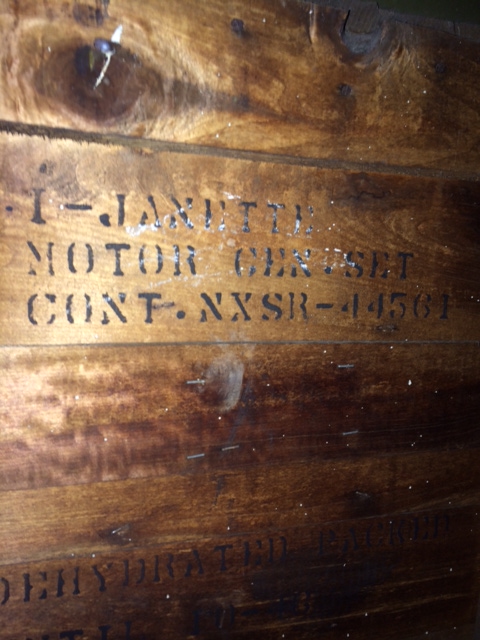 1-JANETTE
MOTOR GEN.SET
CONT.NXSR-44561
DEHYDRATED PACKED